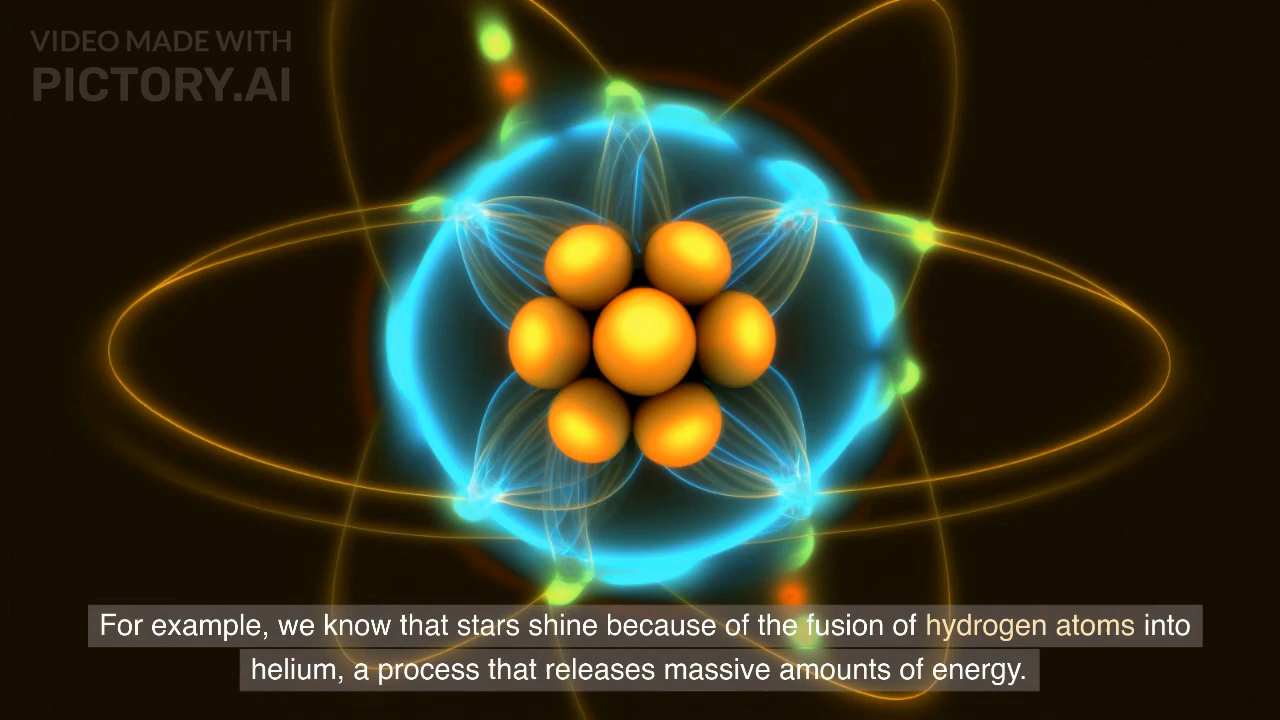 VIDEO MADE WITH
PICTORY.AI
For example, we know that stars shine because of the fusion of hydrogen atoms into
helium, a process that releases massive amounts of energy.